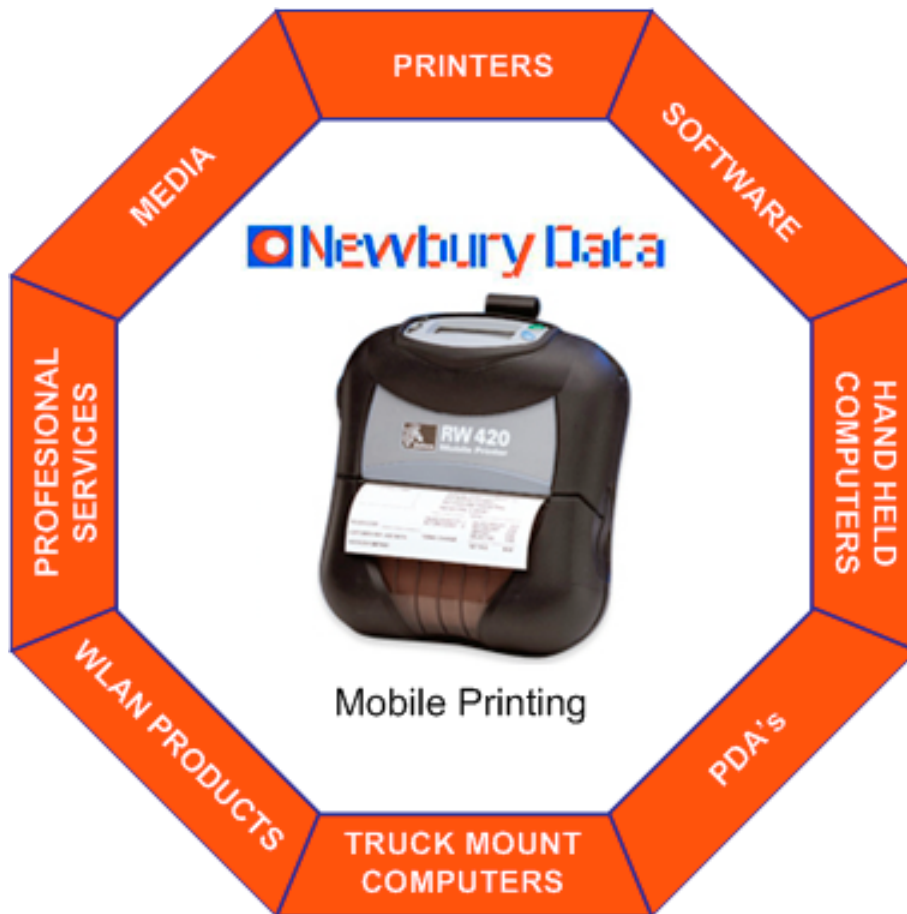 PRINTERS
SOFTWARE
HAND HELD
COMPUTERS
PDA's
TRUCK MOUNT
COMPUTERS
WLAN PRODUCTS
PROFESIONAL
SERVICES
MEDIA
Newbury Data
RW 420
Mobile Printer
Mobile Printing